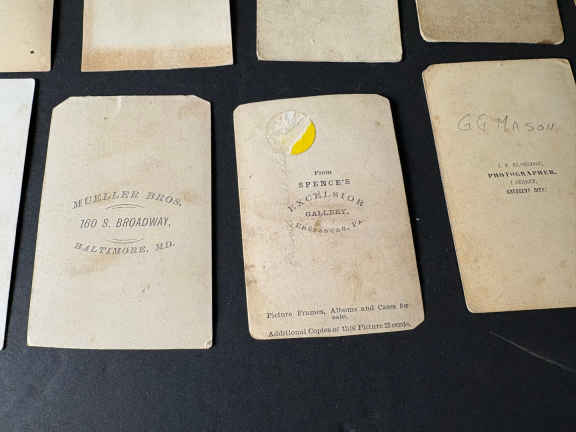 MUELLER BROS.
160 S. BROADWAY,
BALTIMORE, MD.
From
SPENCE'S
EXCELSIOR
GALLERY,
PA
Picture Frames, Albums and Cases for
sale.
Additional Copies of this Picture 25 cents.
G G Mason
PHOTOGRAPHER,